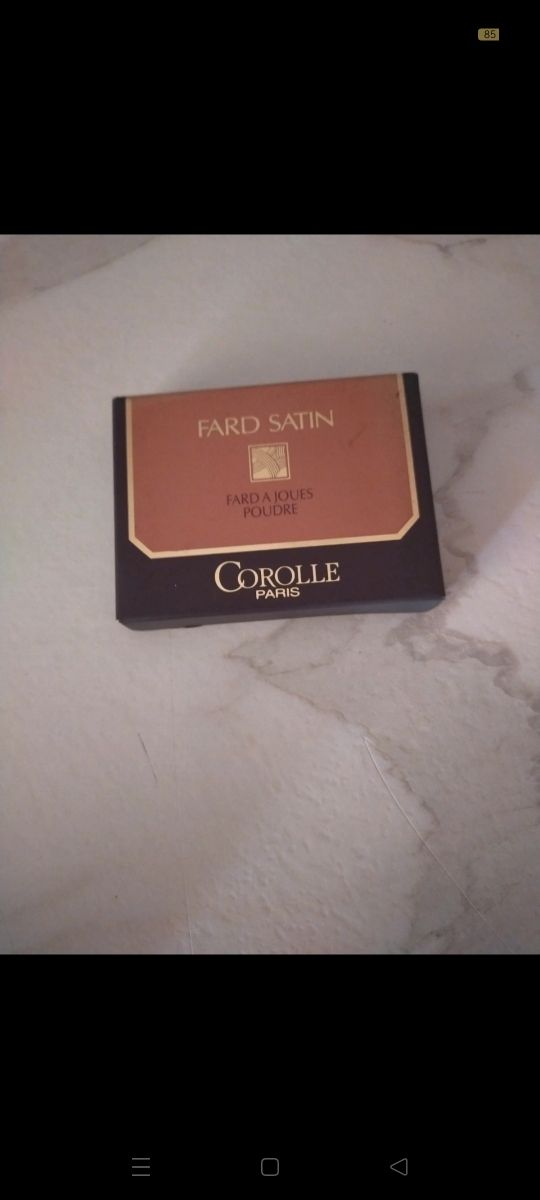 85
FARD SATIN
FARD A JOUES
POUDRE
COROLLE
PARIS